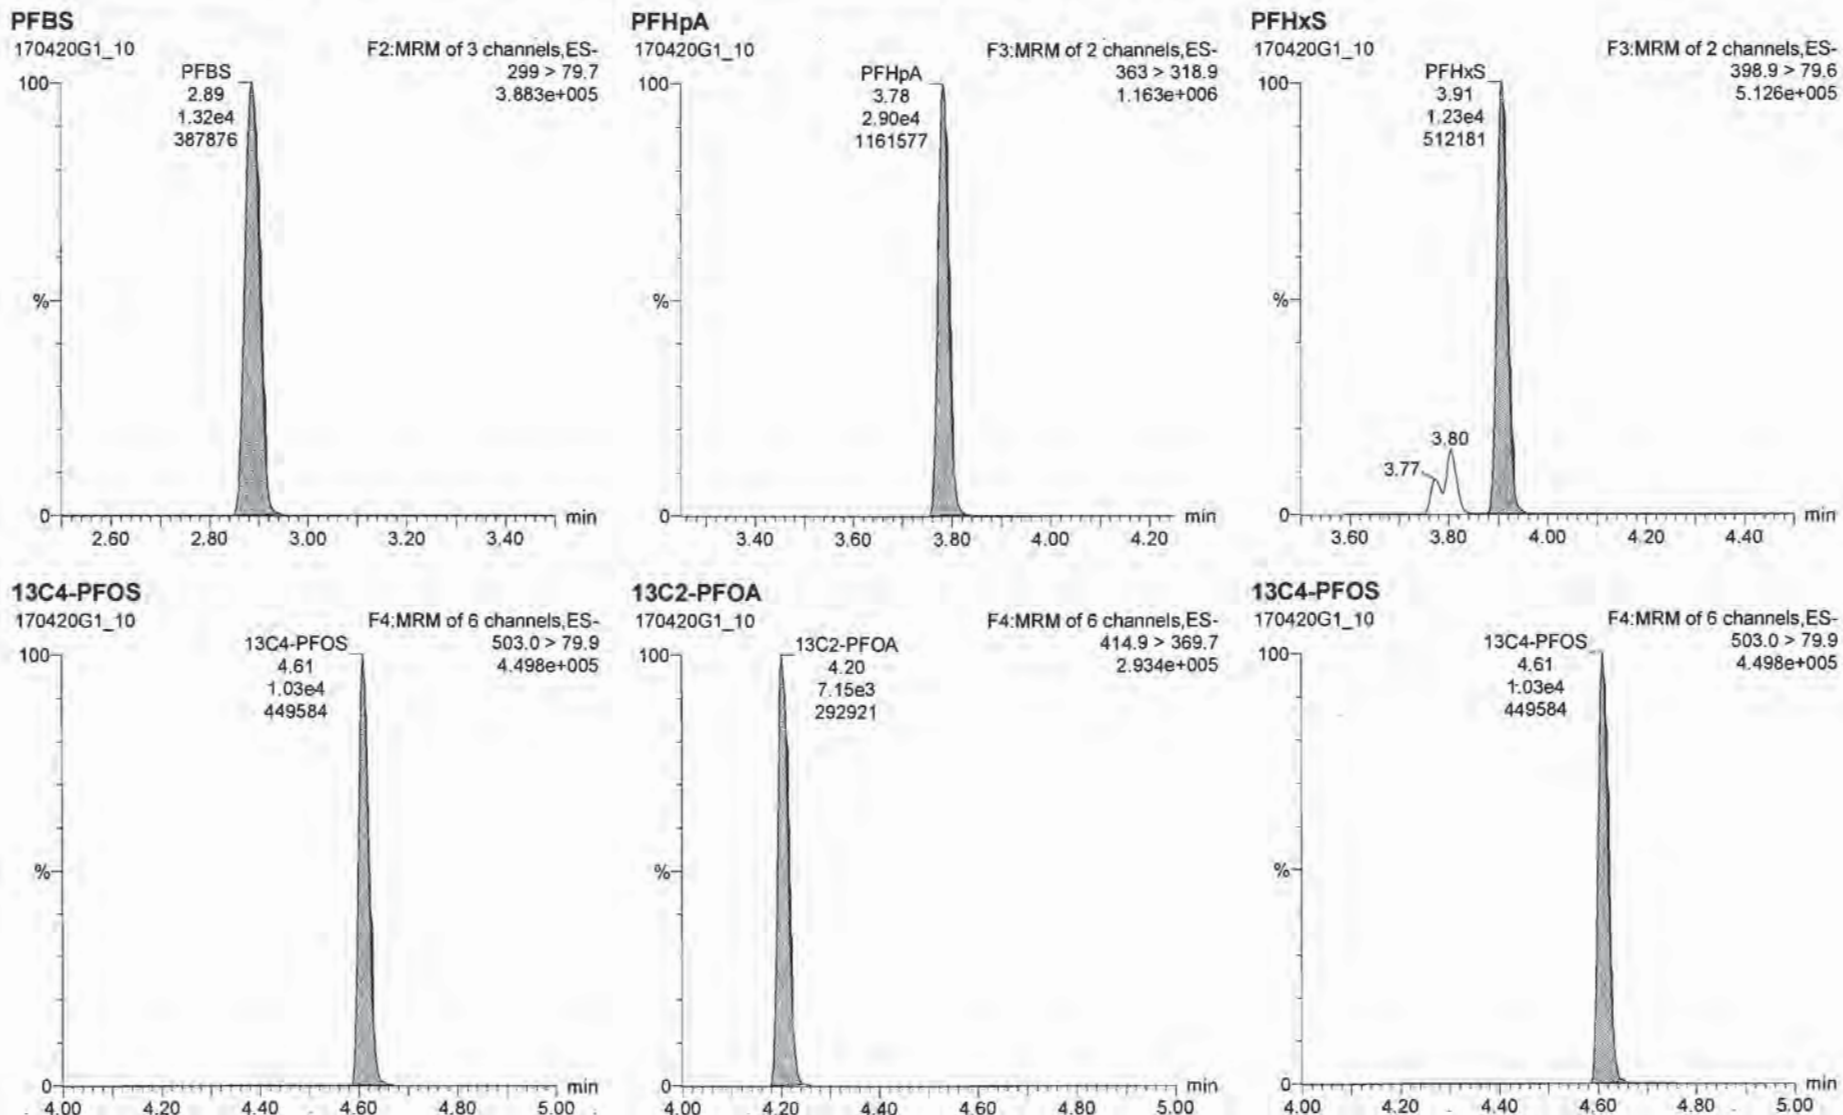 PFBS
170420G1_10
F2:MRM of 3 channels,ES-
299 > 79.7
3.883e+005
PFBS
2.89
1.32e4
387876
100
%
0
min
2.60 2.80 3.00 3.20 3.40
PFHpA
170420G1_10
F3:MRM of 2 channels,ES-
363 > 318.9
1.163e+006
PFHpA
3.78
2.90e4
1161577
100
%
0
min
3.40 3.60 3.80 4.00 4.20
PFHxS
170420G1_10
F3:MRM of 2 channels,ES-
398.9 > 79.6
5.126e+005
PFHxS
3.91
1.23e4
512181
100
%
3.80
3.77
0
min
3.60 3.80 4.00 4.20 4.40
13C4-PFOS
170420G1_10
F4:MRM of 6 channels,ES-
503.0 > 79.9
4.498e+005
13C4-PFOS
4.61
1.03e4
449584
100
%
0
min
4.00 4.20 4.40 4.60 4.80 5.00
13C2-PFOA
170420G1_10
F4:MRM of 6 channels,ES-
414.9 > 369.7
2.934e+005
13C2-PFOA
4.20
7.15e3
292921
100
%
0
min
4.00 4.20 4.40 4.60 4.80 5.00
13C4-PFOS
170420G1_10
F4:MRM of 6 channels,ES-
503.0 > 79.9
4.498e+005
13C4-PFOS
4.61
1.03e4
449584
100
%
0
min
4.00 4.20 4.40 4.60 4.80 5.00